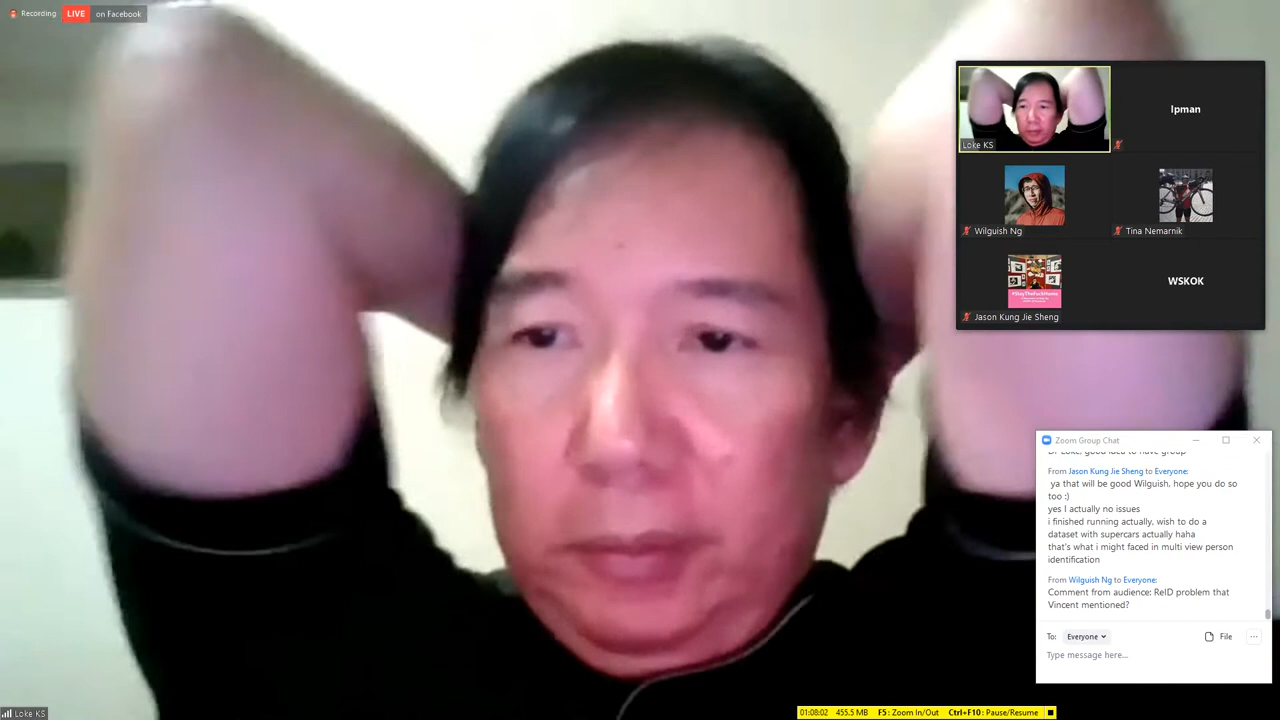 Recording
LIVE on Facebook
Ipman
Loke KS
Wilguish Ng
Tina Nemarnik
WSKOK
Jason Kung Jie Sheng
Zoom Group Chat
From Jason Kung Jie Sheng to Everyone:
ya that will be good Wilguish, hope you do so
too :)
yes I actually no issues
i finished running actually, wish to do a
dataset with supercars actually haha
that's what i might faced in multi view person
identification
From Wilguish Ng to Everyone:
Comment from audience: ReID problem that
Vincent mentioned?
To: Everyone File
Type message here...
Loke KS
01:08:02 455.5 MB F5: Zoom In/Out Ctrl+F10: Pause/Resume